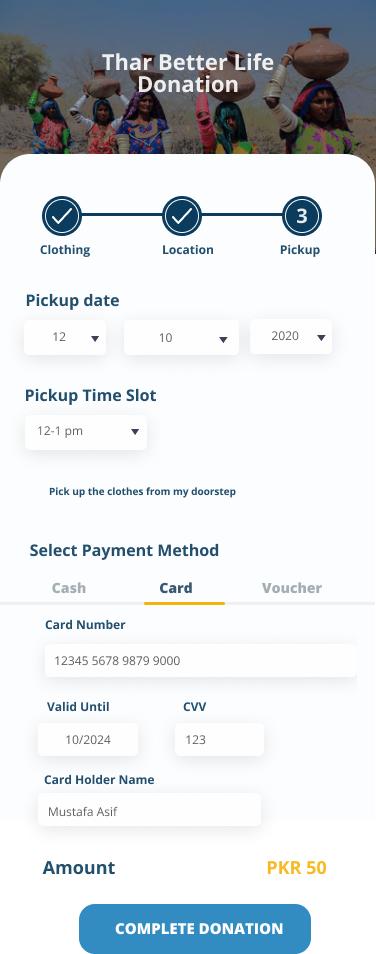 Thar Better Life
Donation
3
Clothing
Location
Pickup
Pickup date
12
10
2020
Pickup Time Slot
12-1 pm
Pick up the clothes from my doorstep
Select Payment Method
Cash
Card
Voucher
Card Number
12345 5678 9879 9000
Valid Until
CVV
10/2024
123
Card Holder Name
Mustafa Asif
Amount
PKR 50
COMPLETE DONATION